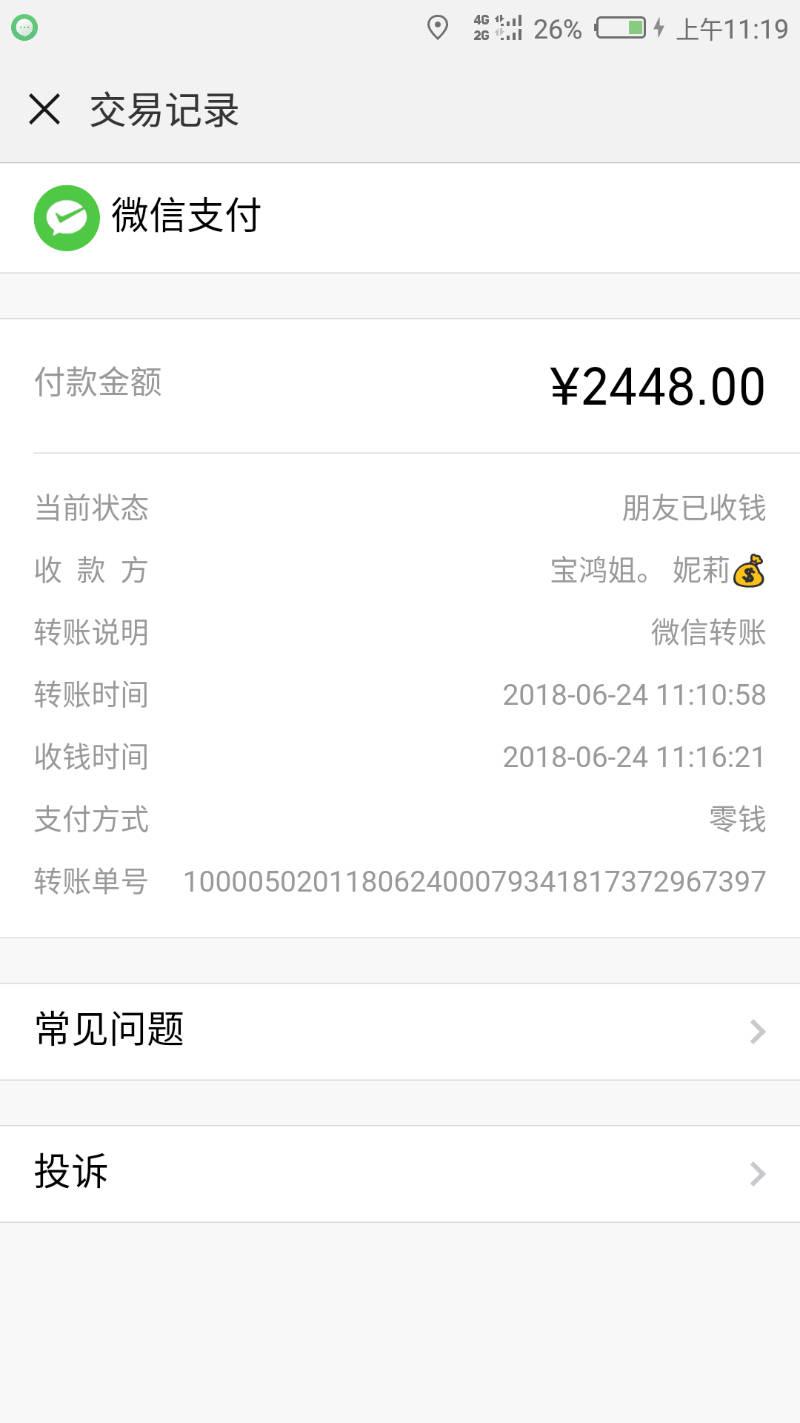 4G 2G 26% 上午11:19
交易记录
微信支付
付款金额 ¥2448.00
当前状态 朋友已收钱
收款方 宝鸿姐。妮莉💰
转账说明 微信转账
转账时间 2018-06-24 11:10:58
收钱时间 2018-06-24 11:16:21
支付方式 零钱
转账单号 1000050201180624000793418173729673​97
常见问题
投诉